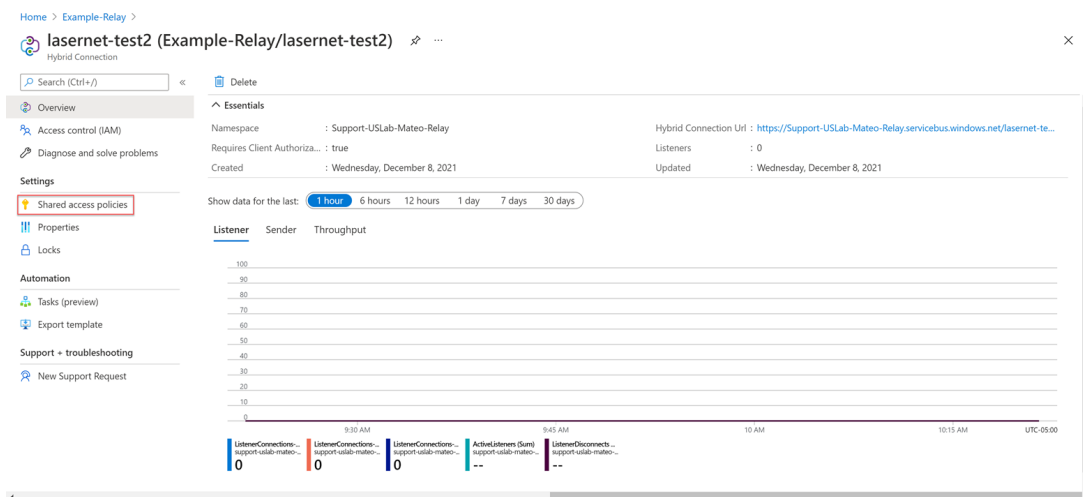 Home > Example-Relay >
lasernet-test2 (Example-Relay/lasernet-test2)
Hybrid Connection
Search (Ctrl+/)
Overview
Access control (IAM)
Diagnose and solve problems
Settings
Shared access policies
Properties
Locks
Automation
Tasks (preview)
Export template
Support + troubleshooting
New Support Request
Delete
Essentials
Namespace : Support-USLab-Mateo-Relay
Requires Client Authoriza... : true
Created : Wednesday, December 8, 2021
Hybrid Connection Url : https://Support-USLab-Mateo-Relay.servicebus.windows.net/lasernet-te...
Listeners : 0
Updated : Wednesday, December 8, 2021
Show data for the last: 1 hour 6 hours 12 hours 1 day 7 days 30 days
Listener Sender Throughput
100
90
80
70
60
50
40
30
20
10
0
9:30 AM 9:45 AM 10 AM 10:15 AM UTC-05:00
ListenerConnections-... ListenerConnections-... ListenerConnections-... ActiveListeners (Sum) ListenerDisconnects ...
support-uslab-mateo-... support-uslab-mateo-... support-uslab-mateo-... support-uslab-mateo-... support-uslab-mateo-...
0 0 0 -- --